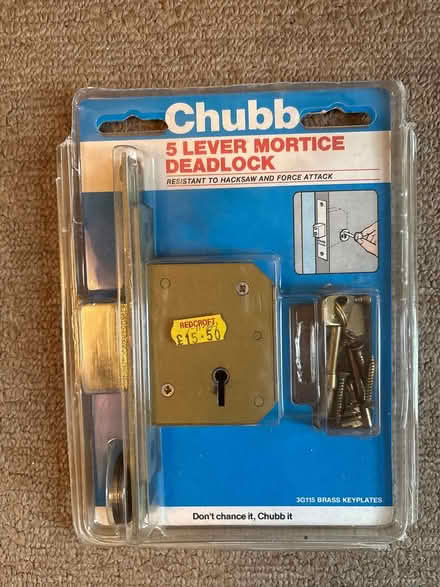 Chubb
5 LEVER MORTICE
DEADLOCK
RESISTANT TO HACKSAW AND FORCE ATTACK
REDCROFT
£15.50
3G115 BRASS KEYPLATES
Don't chance it, Chubb it